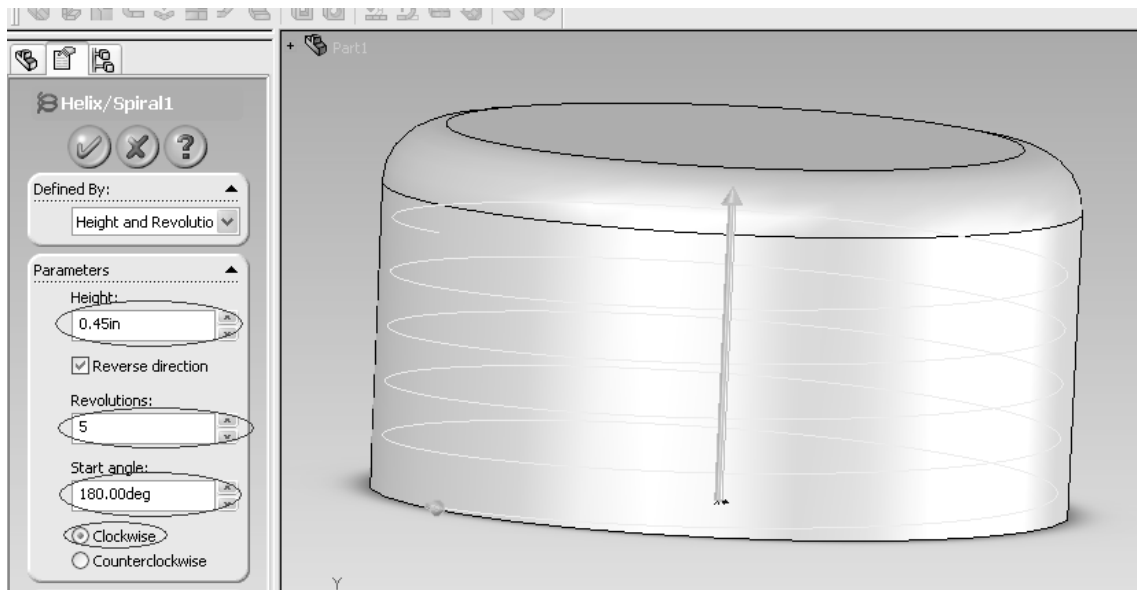 Part1
Helix/Spiral1
?
Defined By:
Height and Revolutio
Parameters
Height:
0.45in
Reverse direction
Revolutions:
5
Start angle:
180.00deg
Clockwise
Counterclockwise
Y